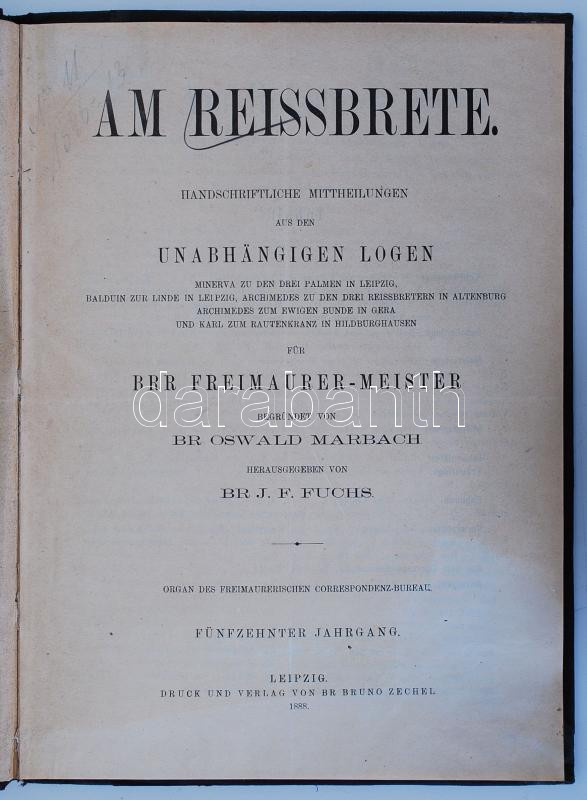 AM REISSBRETE.
HANDSCHRIFTLICHE MITTHEILUNGEN
AUS DEN
UNABHÄNGIGEN LOGEN
MINERVA ZU DEN DREI PALMEN IN LEIPZIG,
BALDUIN ZUR LINDE IN LEIPZIG, ARCHIMEDES ZU DEN DREI REISSBRETERN IN ALTENBURG
ARCHIMEDES ZUM EWIGEN BUNDE IN GERA
UND KARL ZUM RAUTENKRANZ IN HILDBURGHAUSEN
FÜR
BRR FREIMAURER-MEISTER
darabanth
BEGRÜNDET VON
BR OSWALD MARBACH
HERAUSGEGEBEN VON
BR J. F. FUCHS.
ORGAN DES FREIMAURERISCHEN CORRESPONDENZ-BUREAU.
FÜNFZEHNTER JAHRGANG.
LEIPZIG.
DRUCK UND VERLAG VON BR BRUNO ZECHEL
1888.